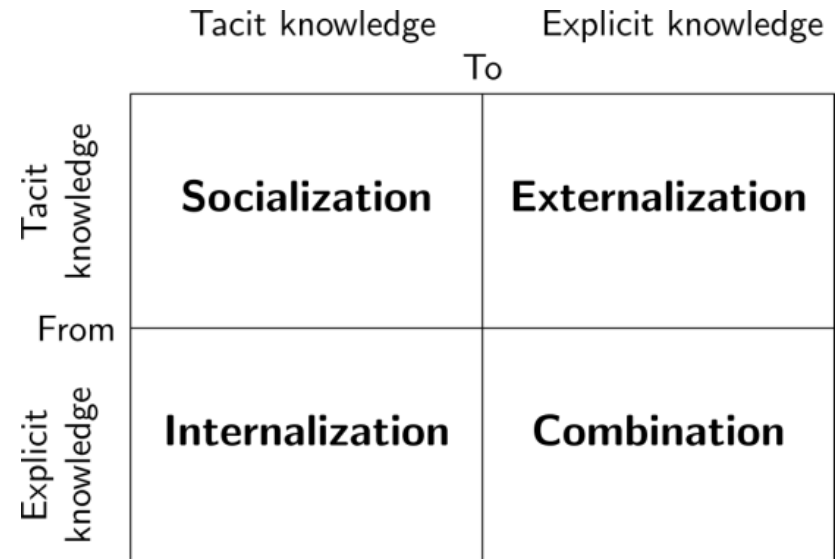 Tacit knowledge Explicit knowledge
To
Tacit
knowledge
Socialization Externalization
From
Explicit
knowledge
Internalization Combination